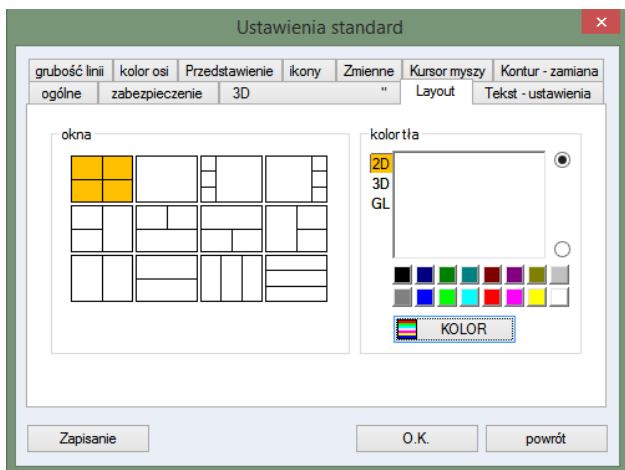 Ustawienia standard
grubość linii kolor osi Przedstawienie ikony Zmienne Kursor myszy Kontur - zamiana
ogólne zabezpieczenie 3D " Layout Tekst - ustawienia
okna
kolor tła
2D
3D
GL
KOLOR
Zapisanie O.K. powrót